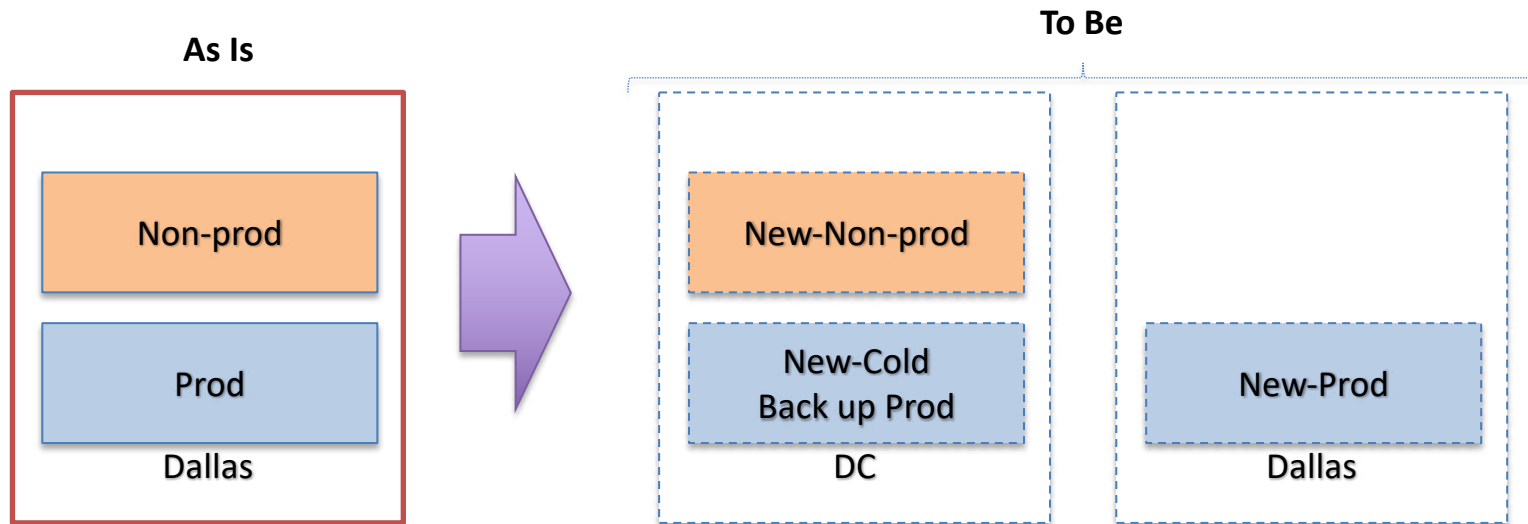 As Is
To Be
Non-prod
Prod
Dallas
New-Non-prod
New-Cold
Back up Prod
DC
New-Prod
Dallas